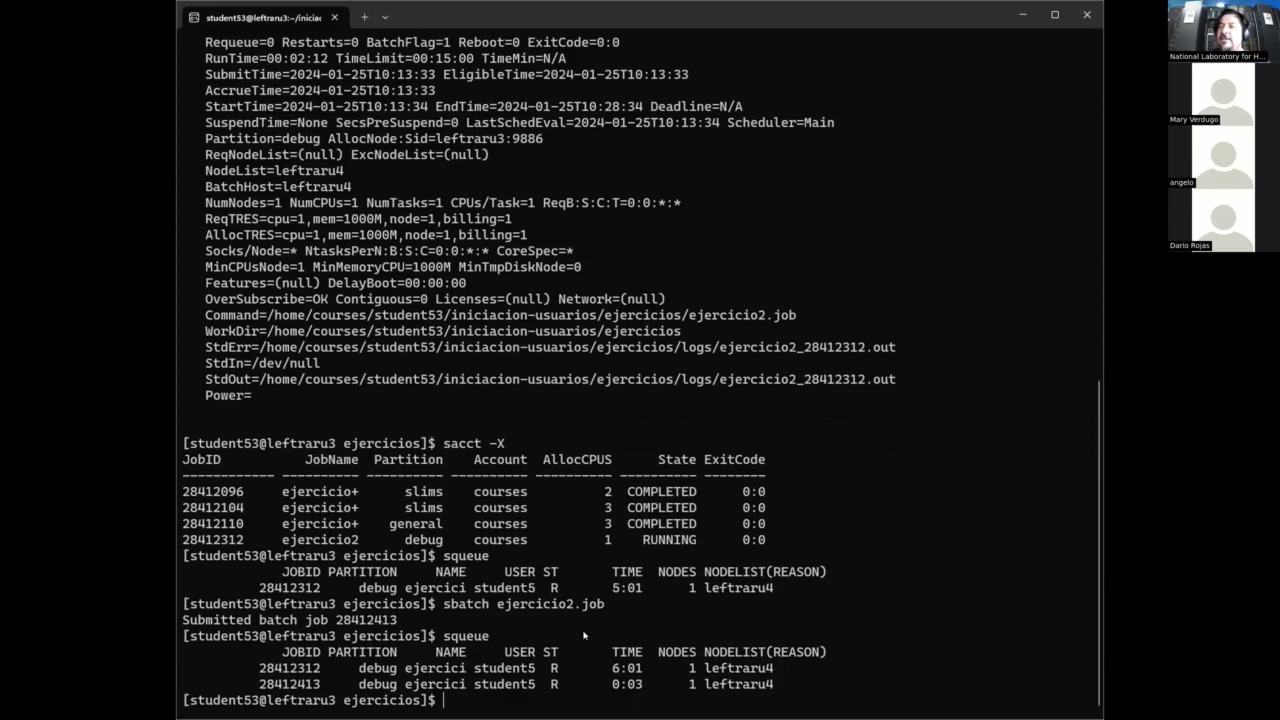 student53@leftraru3:~/iniciac
Requeue=0 Restarts=0 BatchFlag=1 Reboot=0 ExitCode=0:0
RunTime=00:02:12 TimeLimit=00:15:00 TimeMin=N/A
SubmitTime=2024-01-25T10:13:33 EligibleTime=2024-01-25T10:13:33
AccrueTime=2024-01-25T10:13:33
StartTime=2024-01-25T10:13:34 EndTime=2024-01-25T10:28:34 Deadline=N/A
SuspendTime=None SecsPreSuspend=0 LastSchedEval=2024-01-25T10:13:34 Scheduler=Main
Partition=debug AllocNode:Sid=leftraru3:9886
ReqNodeList=(null) ExcNodeList=(null)
NodeList=leftraru4
BatchHost=leftraru4
NumNodes=1 NumCPUs=1 NumTasks=1 CPUs/Task=1 ReqB:S:C:T=0:0:*:*
ReqTRES=cpu=1,mem=1000M,node=1,billing=1
AllocTRES=cpu=1,mem=1000M,node=1,billing=1
Socks/Node=* NtasksPerN:B:S:C=0:0:*:* CoreSpec=*
MinCPUsNode=1 MinMemoryCPU=1000M MinTmpDiskNode=0
Features=(null) DelayBoot=00:00:00
OverSubscribe=OK Contiguous=0 Licenses=(null) Network=(null)
Command=/home/courses/student53/iniciacion-usuarios/ejercicios/ejercicio2.job
WorkDir=/home/courses/student53/iniciacion-usuarios/ejercicios
StdErr=/home/courses/student53/iniciacion-usuarios/ejercicios/logs/ejercicio2_28412312.out
StdIn=/dev/null
StdOut=/home/courses/student53/iniciacion-usuarios/ejercicios/logs/ejercicio2_28412312.out
Power=
[student53@leftraru3 ejercicios]$ sacct -X
JobID JobName Partition Account AllocCPUS State ExitCode
------------ ---------- ---------- ---------- ---------- ---------- --------
28412096 ejercicio+ slims courses 2 COMPLETED 0:0
28412104 ejercicio+ slims courses 3 COMPLETED 0:0
28412110 ejercicio+ general courses 3 COMPLETED 0:0
28412312 ejercicio2 debug courses 1 RUNNING 0:0
[student53@leftraru3 ejercicios]$ squeue
JOBID PARTITION NAME USER ST TIME NODES NODELIST(REASON)
28412312 debug ejercici student5 R 5:01 1 leftraru4
[student53@leftraru3 ejercicios]$ sbatch ejercicio2.job
Submitted batch job 28412413
[student53@leftraru3 ejercicios]$ squeue
JOBID PARTITION NAME USER ST TIME NODES NODELIST(REASON)
28412312 debug ejercici student5 R 6:01 1 leftraru4
28412413 debug ejercici student5 R 0:03 1 leftraru4
[student53@leftraru3 ejercicios]$
National Laboratory for H...
Mary Verdugo
angelo
Darío Rojas